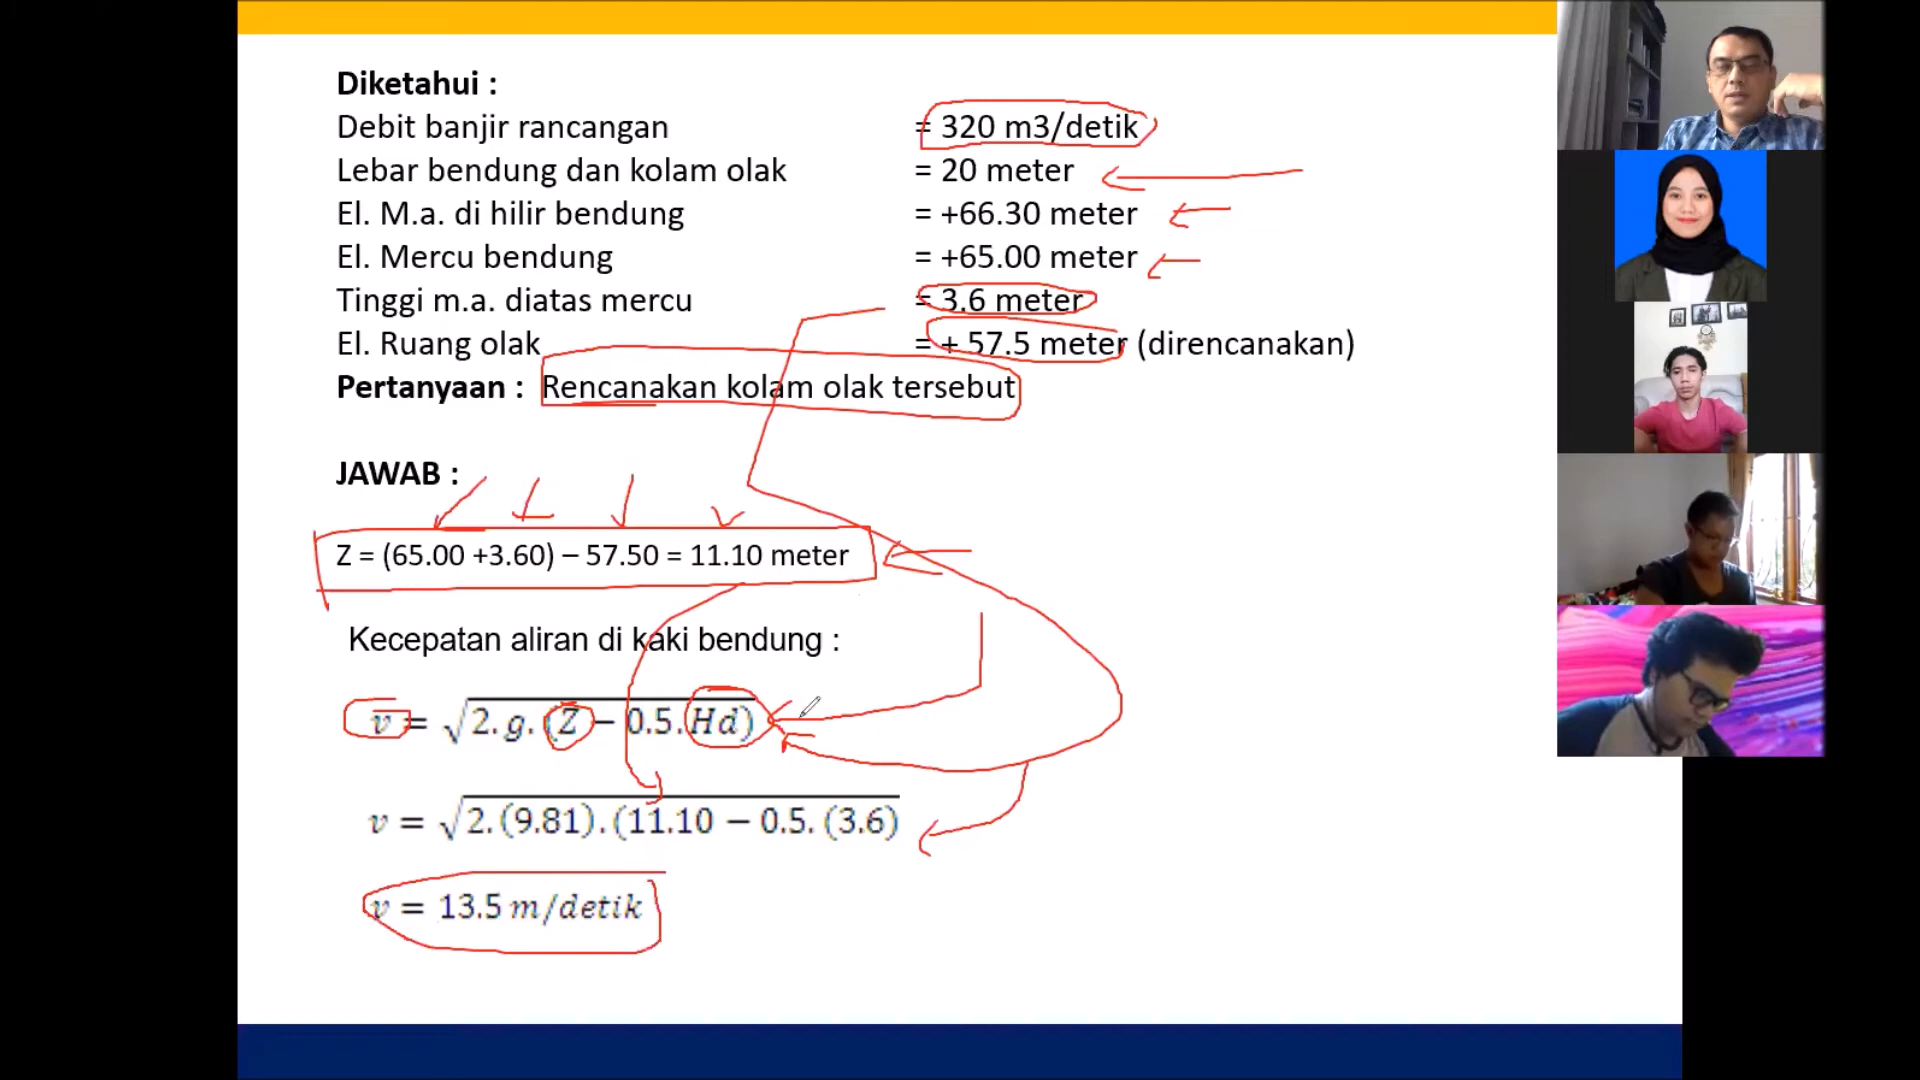 Diketahui :
Debit banjir rancangan = 320 m3/detik
Lebar bendung dan kolam olak = 20 meter
El. M.a. di hilir bendung = +66.30 meter
El. Mercu bendung = +65.00 meter
Tinggi m.a. diatas mercu = 3.6 meter
El. Ruang olak = + 57.5 meter (direncanakan)
Pertanyaan : Rencanakan kolam olak tersebut
JAWAB :
Z = (65.00 +3.60) – 57.50 = 11.10 meter
Kecepatan aliran di kaki bendung :
v = √2. g. (Z − 0.5. Hd)
v = √2. (9.81). (11.10 − 0.5. (3.6)
v = 13.5 m/detik